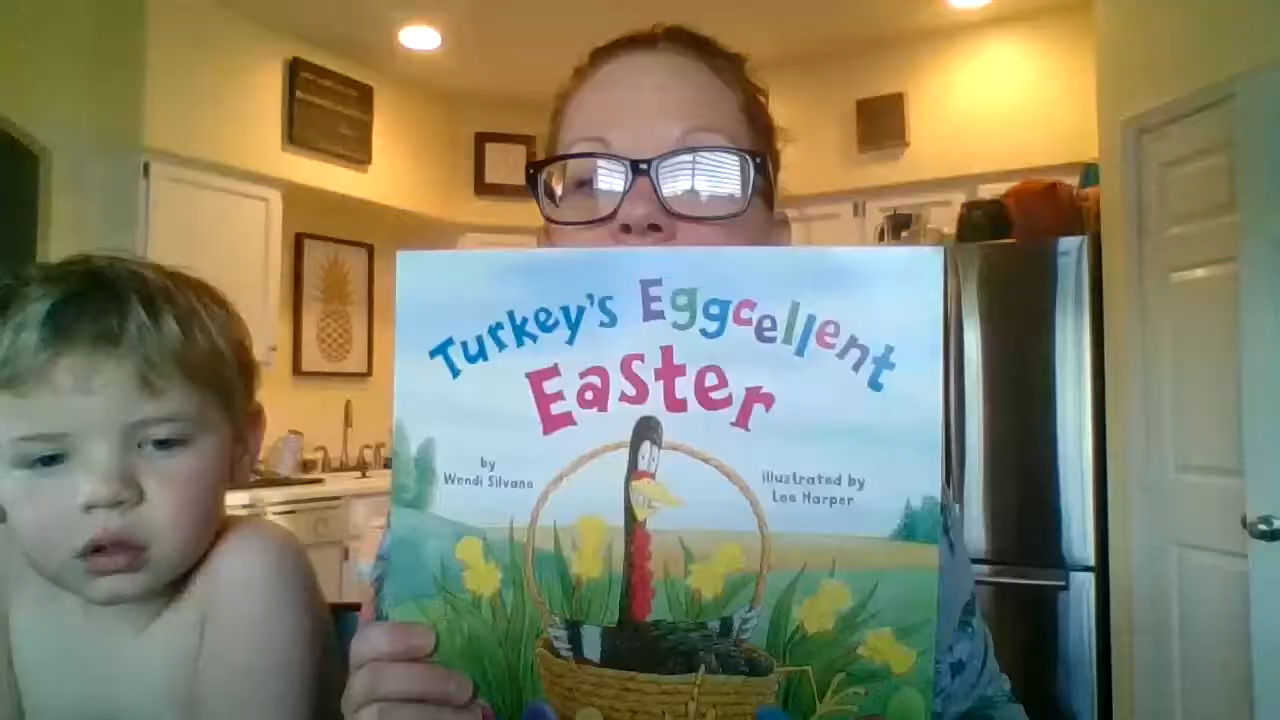 Turkey's Eggcellent
Easter
by
Wendi Silvano
illustrated by
Lee Harper